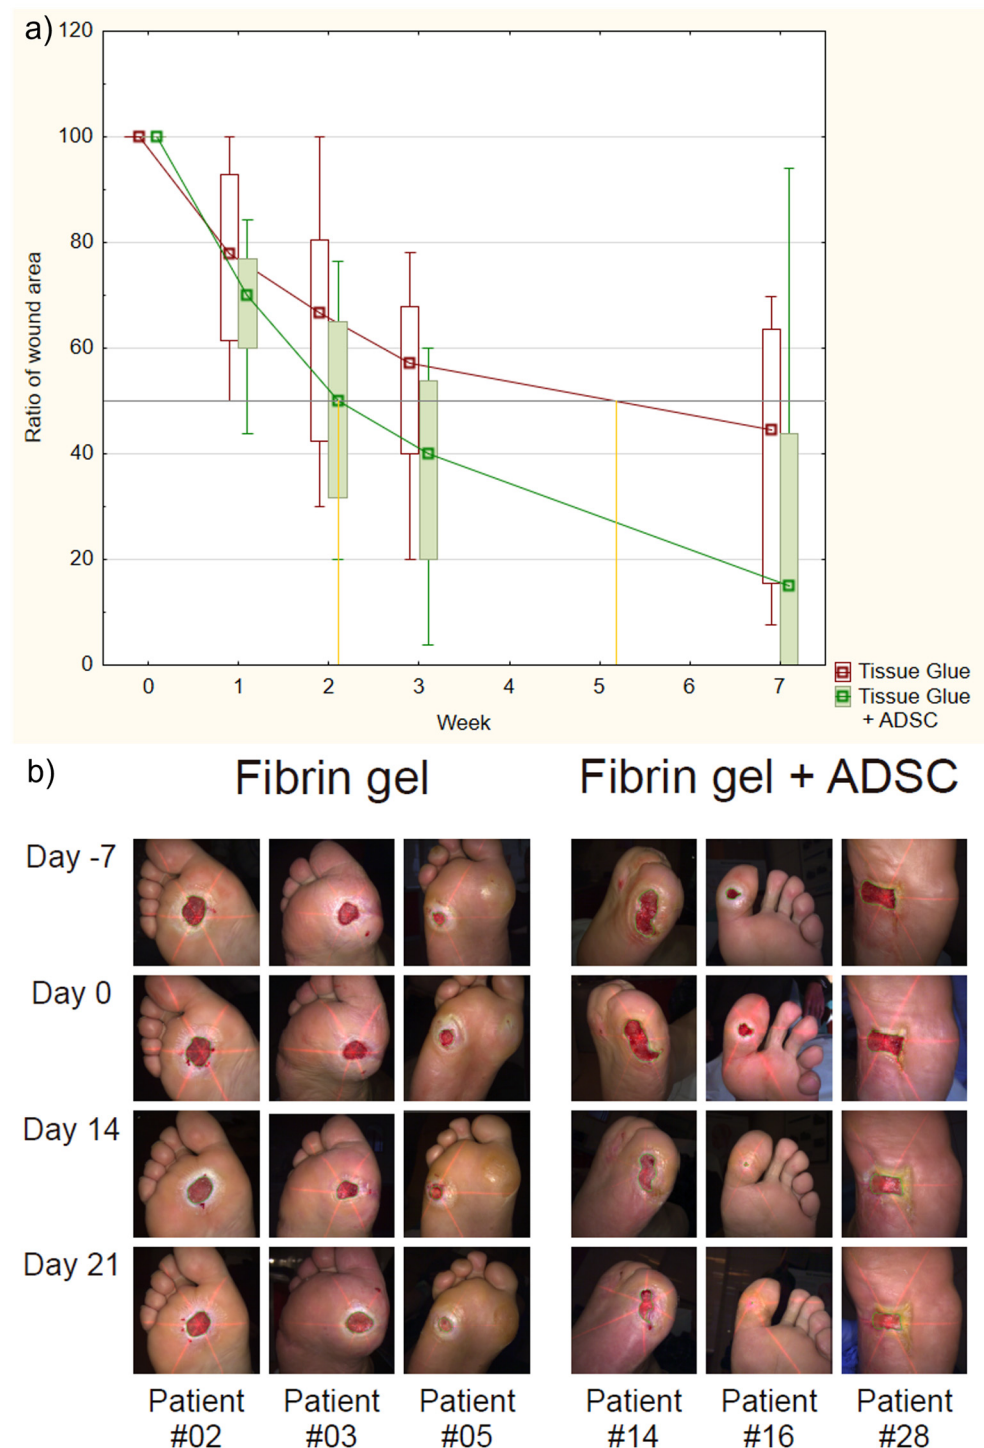 a)
120
100
80
60
40
20
0
Ratio of wound area
0 1 2 3 4 5 6 7
Week
Tissue Glue
Tissue Glue
+ ADSC
b)
Fibrin gel
Fibrin gel + ADSC
Day -7
Day 0
Day 14
Day 21
Patient
#02
Patient
#03
Patient
#05
Patient
#14
Patient
#16
Patient
#28